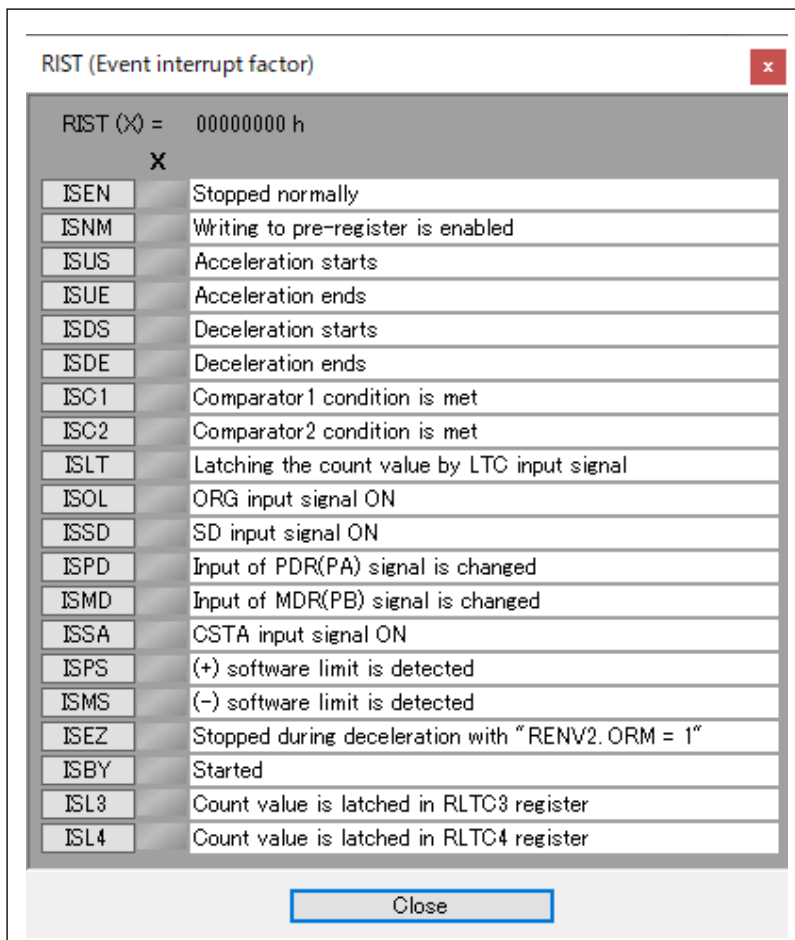 RIST (Event interrupt factor) x
RIST (X) = 00000000 h
X
ISEN Stopped normally
ISNM Writing to pre-register is enabled
ISUS Acceleration starts
ISUE Acceleration ends
ISDS Deceleration starts
ISDE Deceleration ends
ISC1 Comparator1 condition is met
ISC2 Comparator2 condition is met
ISLT Latching the count value by LTC input signal
ISOL ORG input signal ON
ISSD SD input signal ON
ISPD Input of PDR(PA) signal is changed
ISMD Input of MDR(PB) signal is changed
ISSA CSTA input signal ON
ISPS (+) software limit is detected
ISMS (-) software limit is detected
ISEZ Stopped during deceleration with "RENV2.ORM = 1"
ISBY Started
ISL3 Count value is latched in RLTC3 register
ISL4 Count value is latched in RLTC4 register
Close